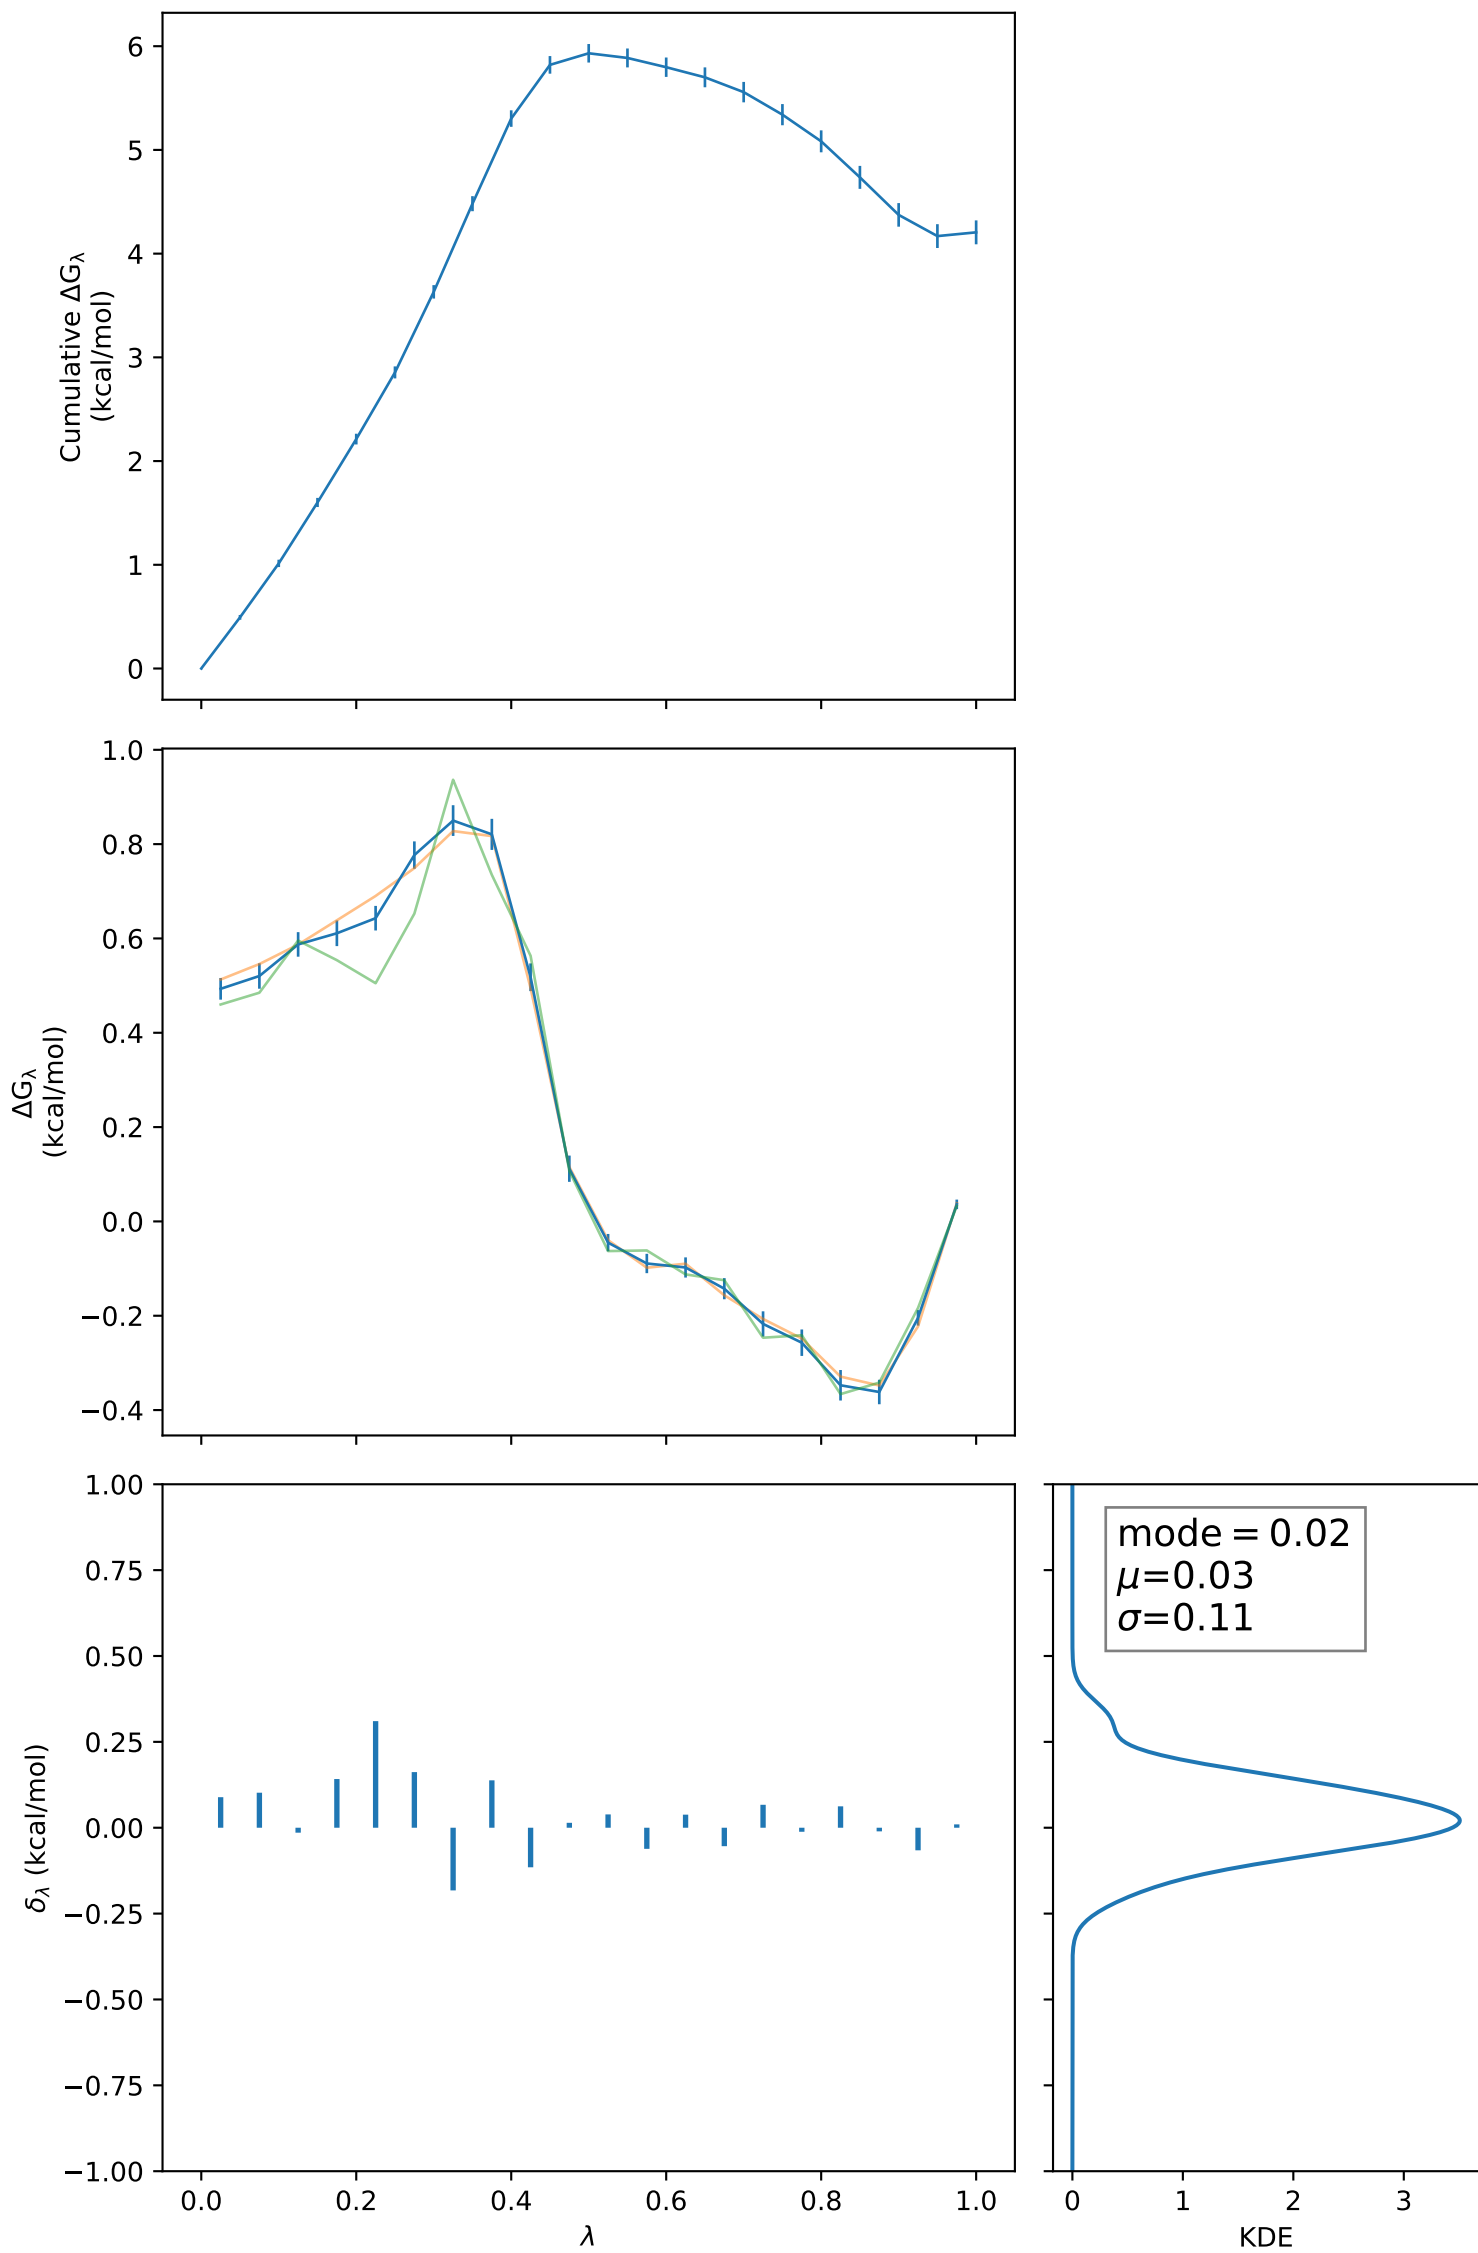 6
5
4
3
2
1
0
Cumulative ΔGλ
(kcal/mol)
1.0
0.8
0.6
0.4
0.2
0.0
−0.2
−0.4
ΔGλ
(kcal/mol)
1.00
0.75
0.50
0.25
0.00
−0.25
−0.50
−0.75
−1.00
δλ (kcal/mol)
0.0 0.2 0.4 0.6 0.8 1.0
λ
mode = 0.02
μ=0.03
σ=0.11
0 1 2 3
KDE